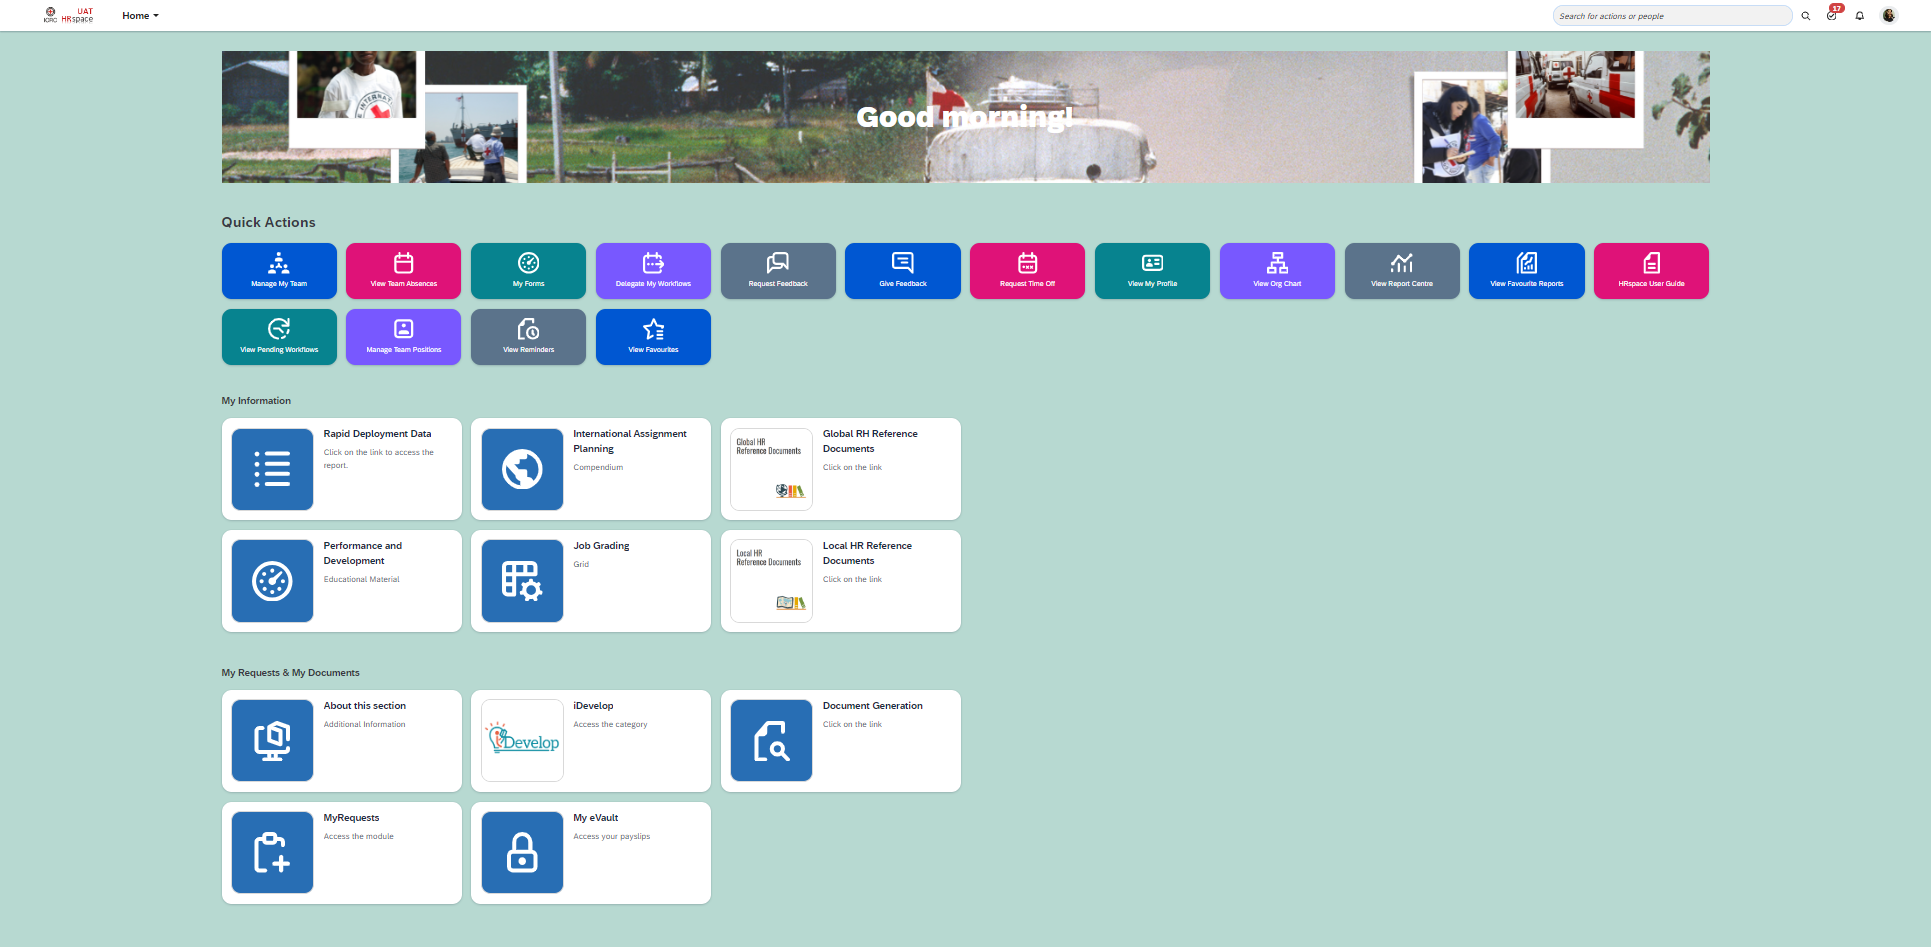 ICRC
UAT
HRspace
Home
Search for actions or people
17
INTERNAT
Good morning!
Quick Actions
Manage My Team
View Team Absences
My Forms
Delegate My Workflows
Request Feedback
Give Feedback
Request Time Off
View My Profile
View Org Chart
View Report Centre
View Favourite Reports
HRspace User Guide
View Pending Workflows
Manage Team Positions
View Reminders
View Favourites
My Information
Rapid Deployment Data
Click on the link to access the
report.
International Assignment
Planning
Compendium
Global HR
Reference Documents
Global RH Reference
Documents
Click on the link
Performance and
Development
Educational Material
Job Grading
Grid
Local HR
Reference Documents
Local HR Reference
Documents
Click on the link
My Requests & My Documents
About this section
Additional Information
iDevelop
iDevelop
Access the category
Document Generation
Click on the link
MyRequests
Access the module
My eVault
Access your payslips